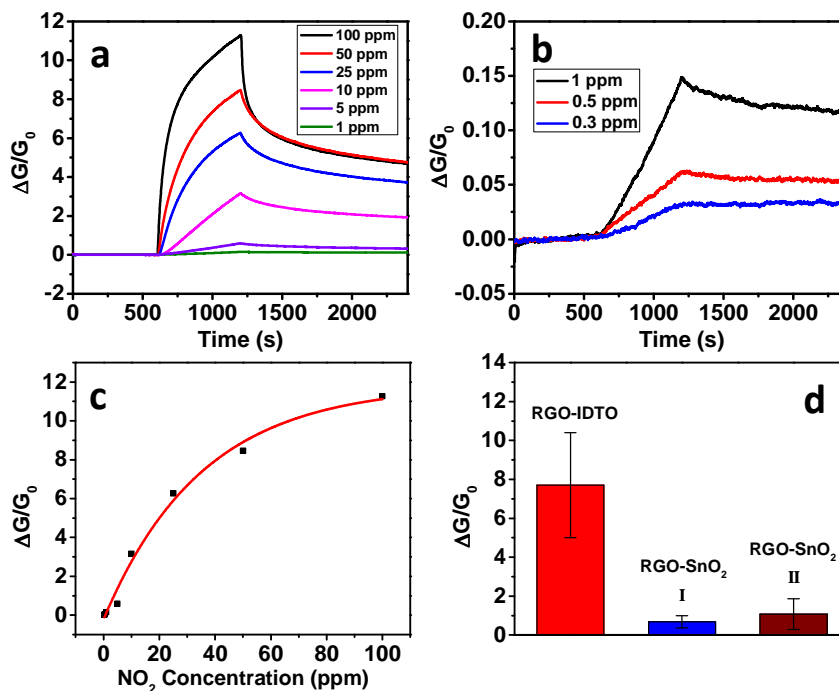 a
12
10
8
6
4
2
0
-2
ΔG/G₀
100 ppm
50 ppm
25 ppm
10 ppm
5 ppm
1 ppm
0 500 1000 1500 2000
Time (s)
b
0.20
0.15
0.10
0.05
0.00
-0.05
ΔG/G₀
1 ppm
0.5 ppm
0.3 ppm
0 500 1000 1500 2000
Time (s)
c
12
10
8
6
4
2
0
ΔG/G₀
0 20 40 60 80 100
NO₂ Concentration (ppm)
d
14
12
10
8
6
4
2
0
ΔG/G₀
RGO-IDTO
RGO-SnO₂
I
RGO-SnO₂
II